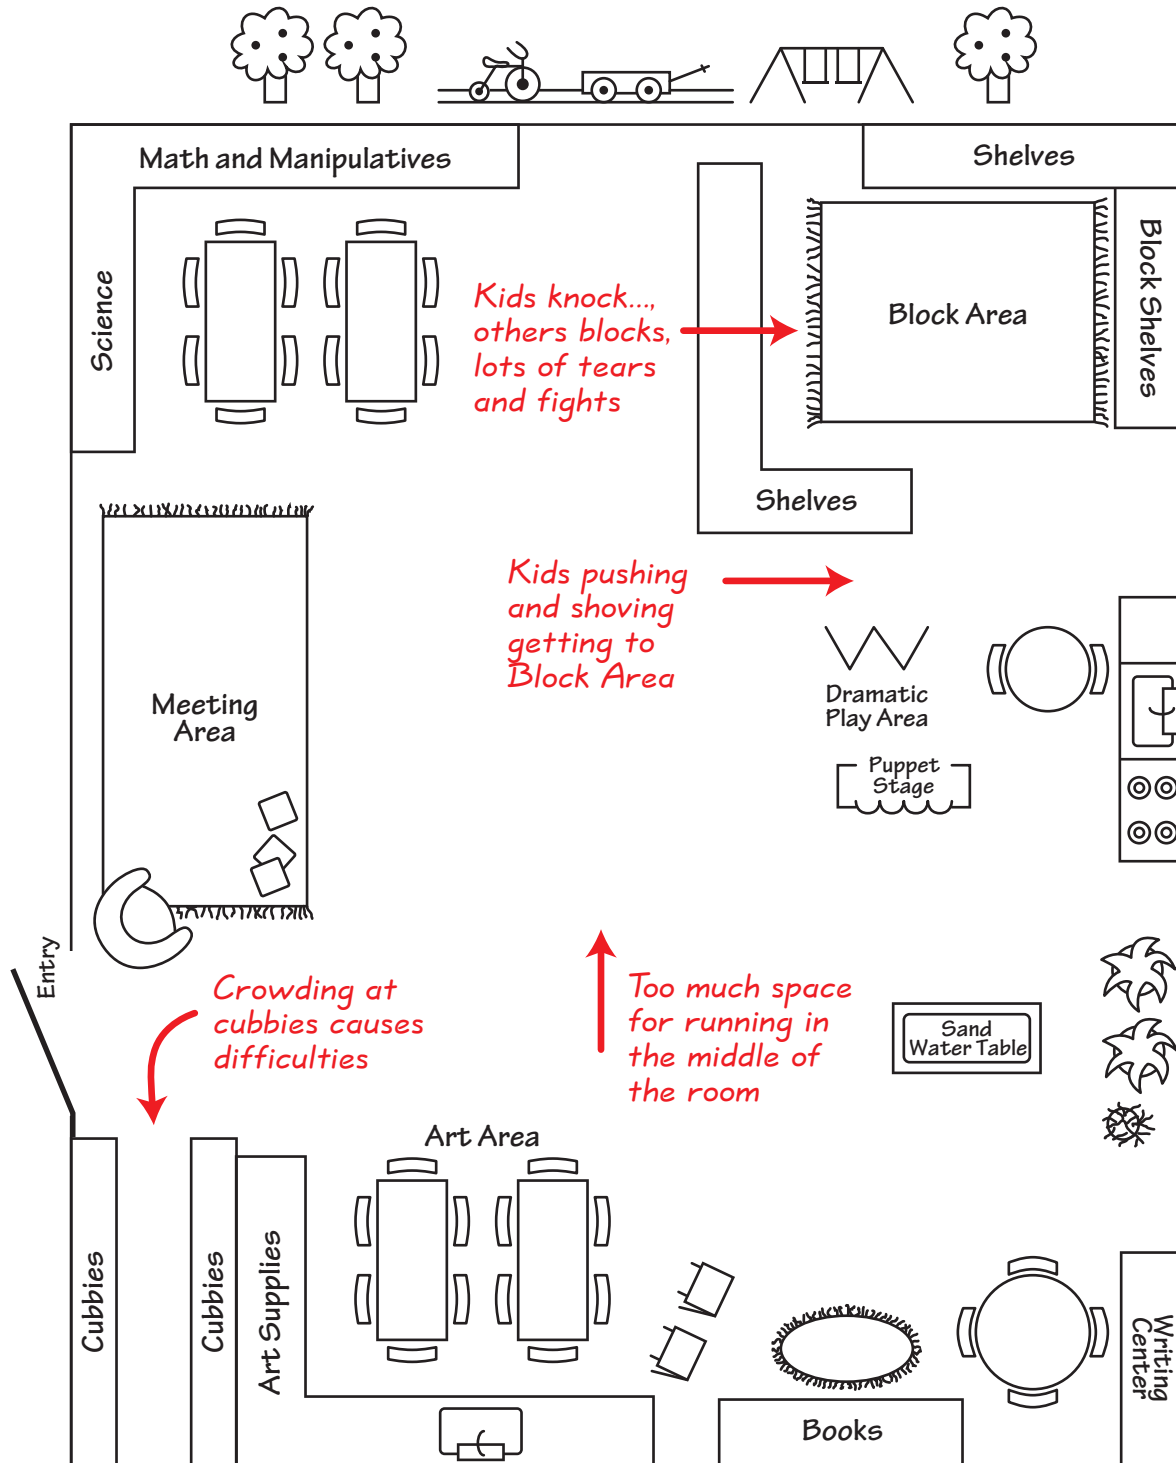 Math and Manipulatives
Shelves
Science
Kids knock...,
others blocks,
lots of tears
and fights
Block Area
Block Shelves
Shelves
Kids pushing
and shoving
getting to
Block Area
Meeting
Area
Dramatic
Play Area
Puppet
Stage
Entry
Crowding at
cubbies causes
difficulties
Too much space
for running in
the middle of
the room
Sand
Water Table
Art Area
Cubbies
Cubbies
Art Supplies
Books
Writing
Center